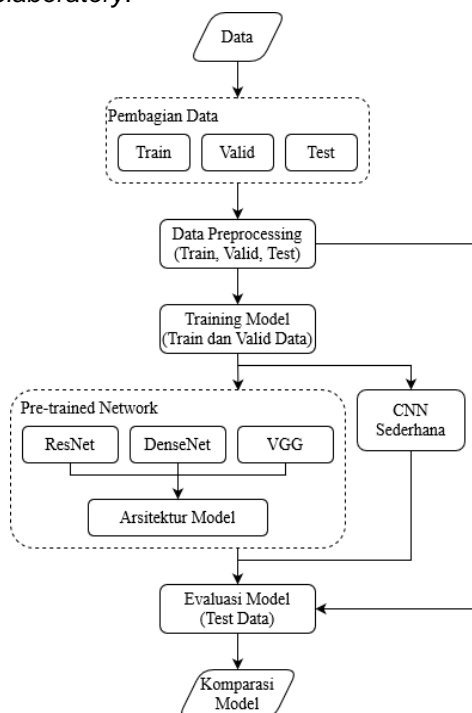 Data
Pembagian Data
Train
Valid
Test
Data Preprocessing
(Train, Valid, Test)
Training Model
(Train dan Valid Data)
Pre-trained Network
ResNet
DenseNet
VGG
CNN
Sederhana
Arsitektur Model
Evaluasi Model
(Test Data)
Komparasi
Model